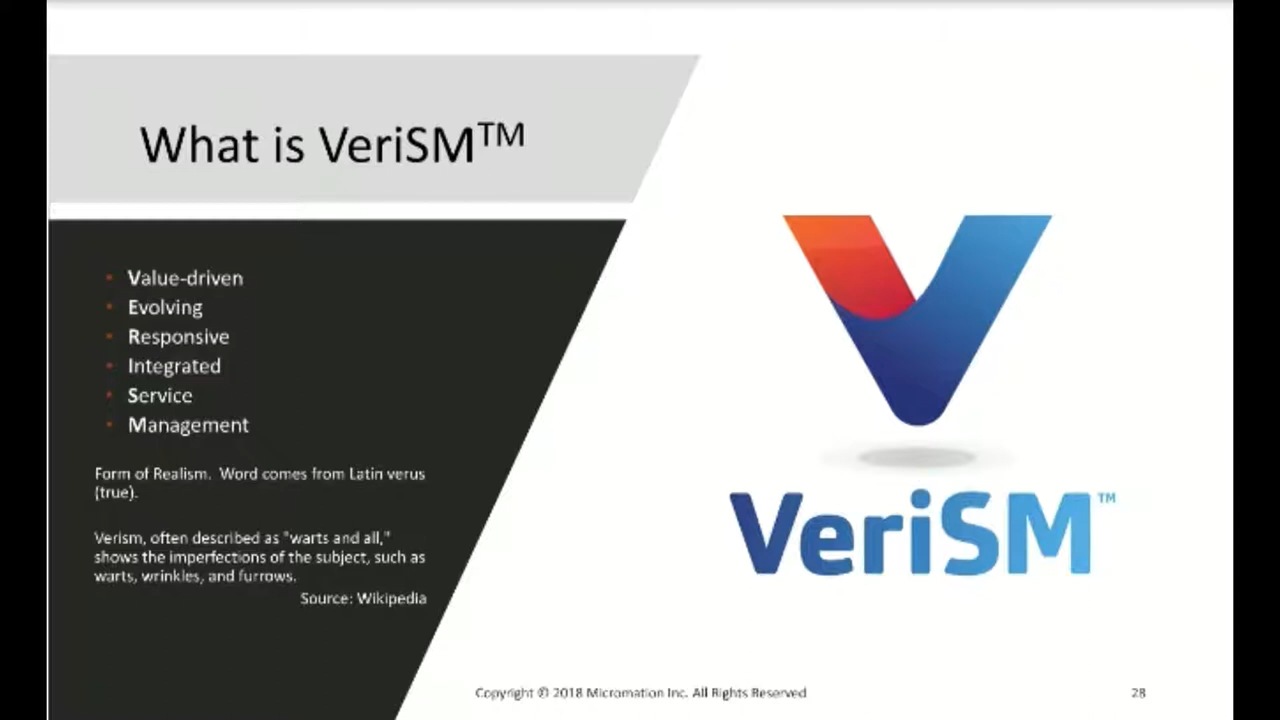 What is VeriSM™
Value-driven
Evolving
Responsive
Integrated
Service
Management
Form of Realism.  Word comes from Latin verus
(true).
Verism, often described as "warts and all,"
shows the imperfections of the subject, such as
warts, wrinkles, and furrows.
Source: Wikipedia
VeriSM™
Copyright © 2018 Micromation Inc. All Rights Reserved
28